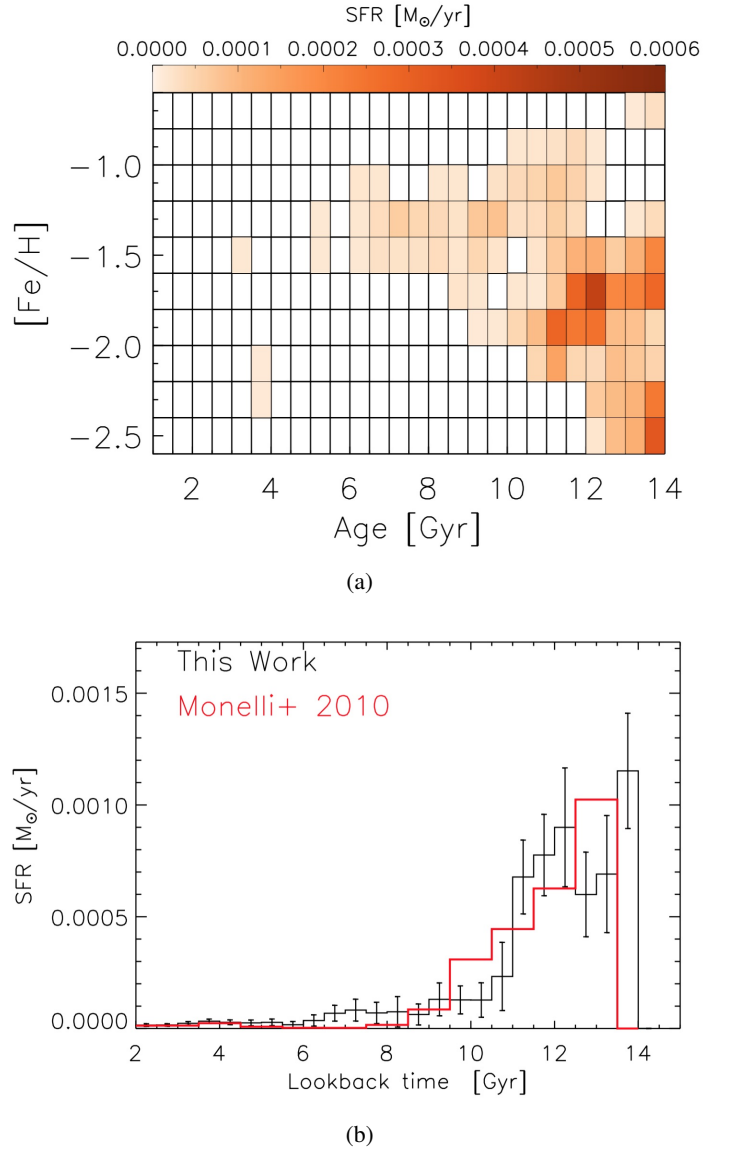 SFR [M☉/yr]
0.0000 0.0001 0.0002 0.0003 0.0004 0.0005 0.0006
−1.0
−1.5
−2.0
−2.5
[Fe/H]
2 4 6 8 10 12 14
Age [Gyr]
(a)
This Work
Monelli+ 2010
0.0015
0.0010
0.0005
0.0000
SFR [M☉/yr]
2 4 6 8 10 12 14
Lookback time [Gyr]
(b)